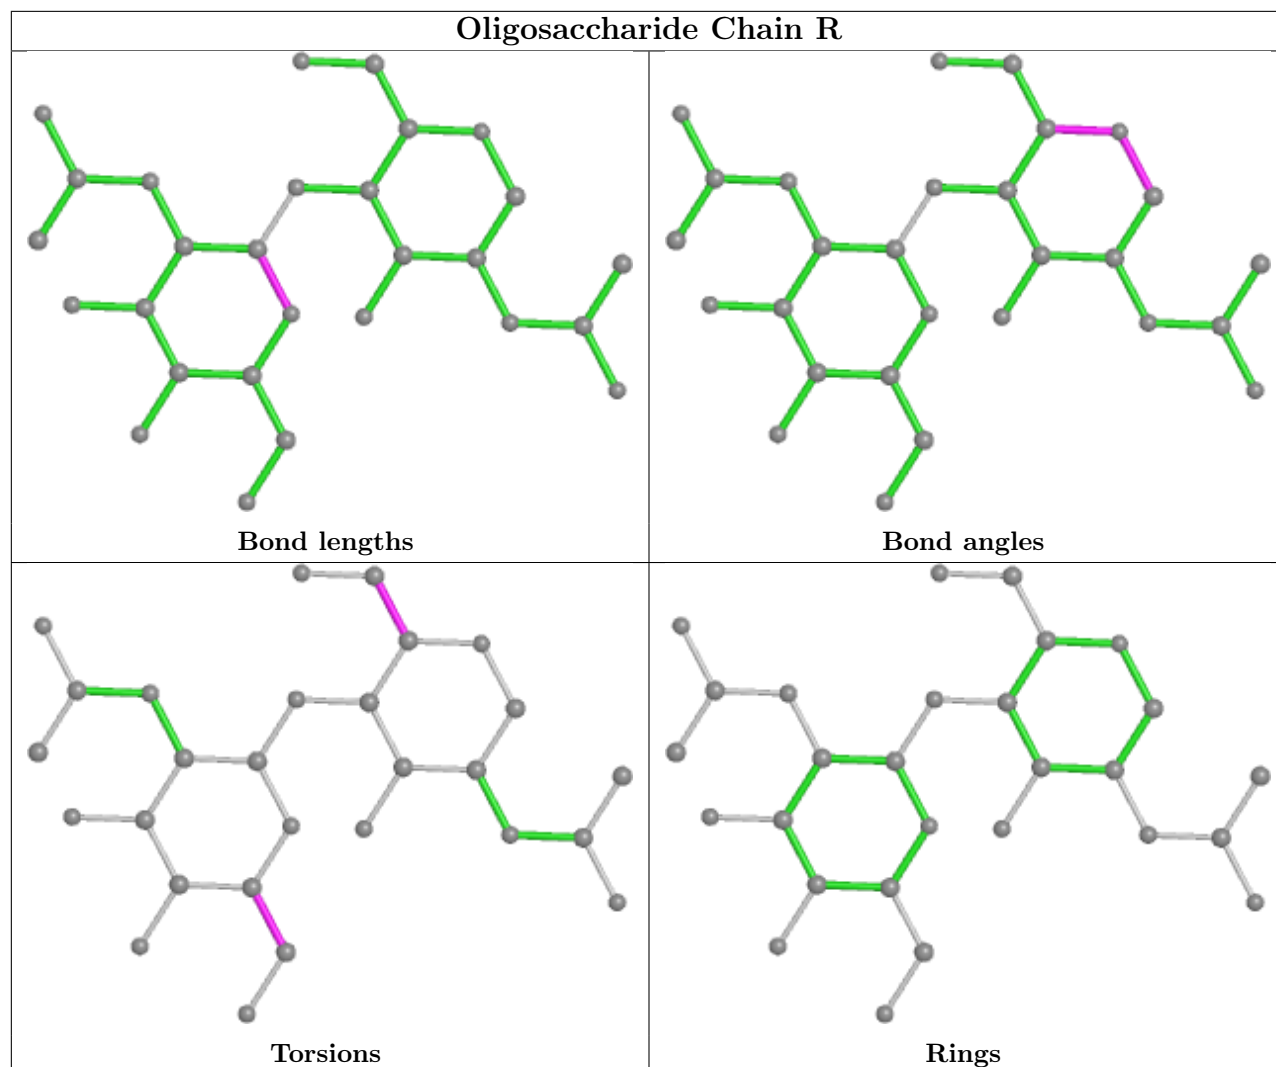 Oligosaccharide Chain R
Bond lengths
Bond angles
Torsions
Rings